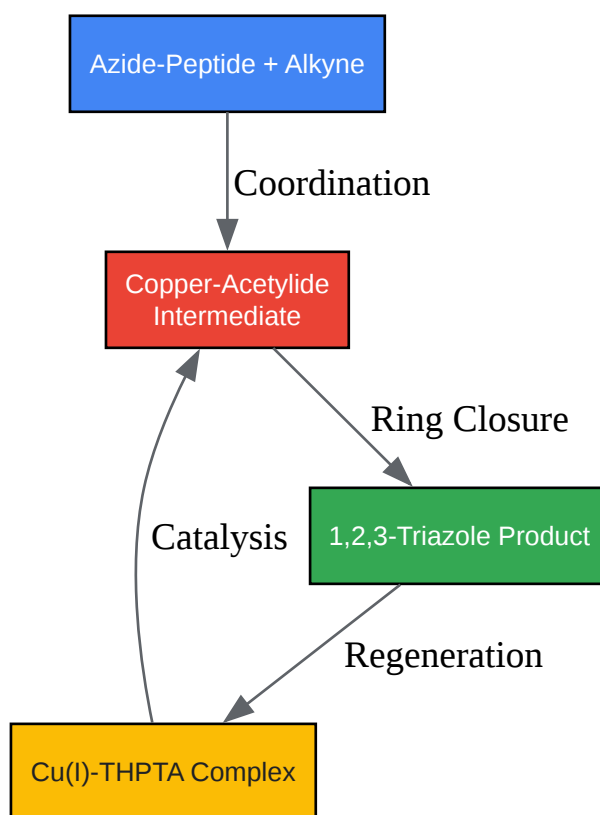 Azide-Peptide + Alkyne
Coordination
Copper-Acetylide
Intermediate
Ring Closure
Catalysis
1,2,3-Triazole Product
Regeneration
Cu(I)-THPTA Complex